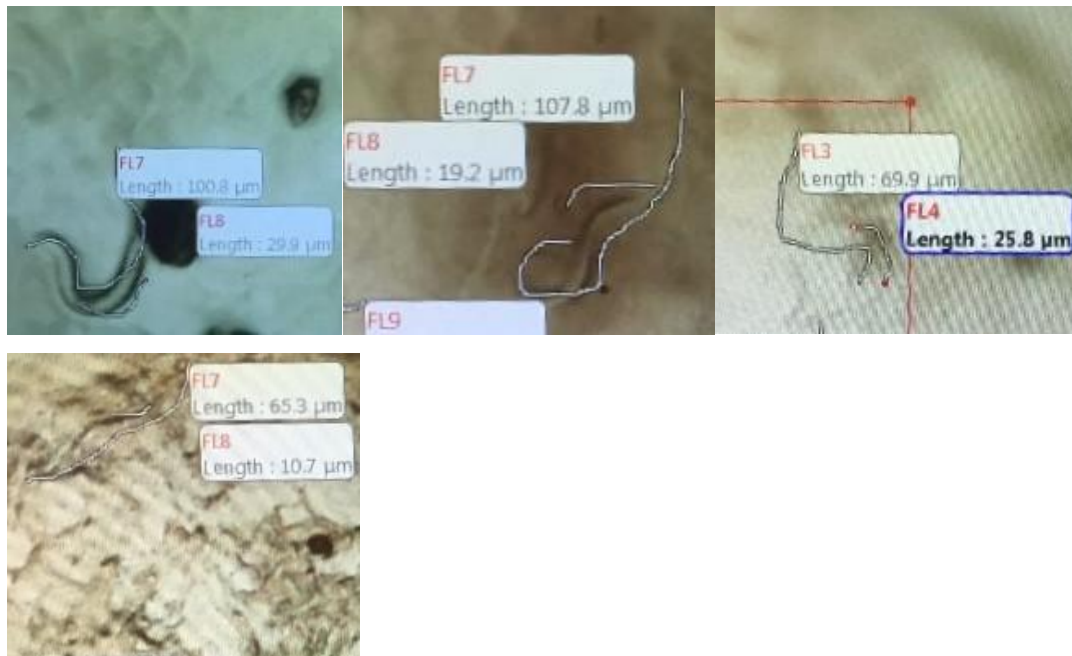 FL7
Length : 100.8 µm
FL8
Length : 29.9 µm
FL7
Length : 107.8 µm
FL8
Length : 19.2 µm
FL9
FL3
Length : 69.9 µm
FL4
Length : 25.8 µm
FL7
Length : 65.3 µm
FL8
Length : 10.7 µm